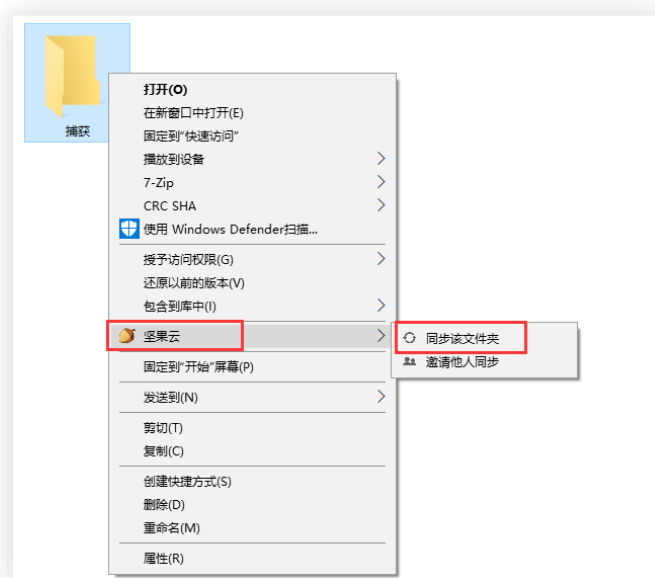 捕获
打开(O)
在新窗口中打开(E)
固定到"快速访问"
播放到设备
7-Zip
CRC SHA
使用 Windows Defender扫描...
授予访问权限(G)
还原以前的版本(V)
包含到库中(I)
坚果云
同步该文件夹
邀请他人同步
固定到"开始"屏幕(P)
发送到(N)
剪切(T)
复制(C)
创建快捷方式(S)
删除(D)
重命名(M)
属性(R)